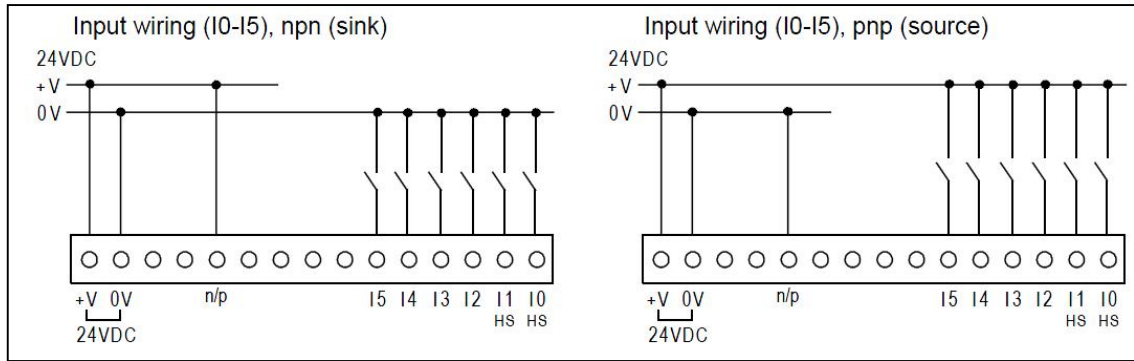 Input wiring (I0-I5), npn (sink)
24VDC
+V
0V
+V 0V n/p I5 I4 I3 I2 I1 I0
HS HS
24VDC
Input wiring (I0-I5), pnp (source)
24VDC
+V
0V
+V 0V n/p I5 I4 I3 I2 I1 I0
HS HS
24VDC